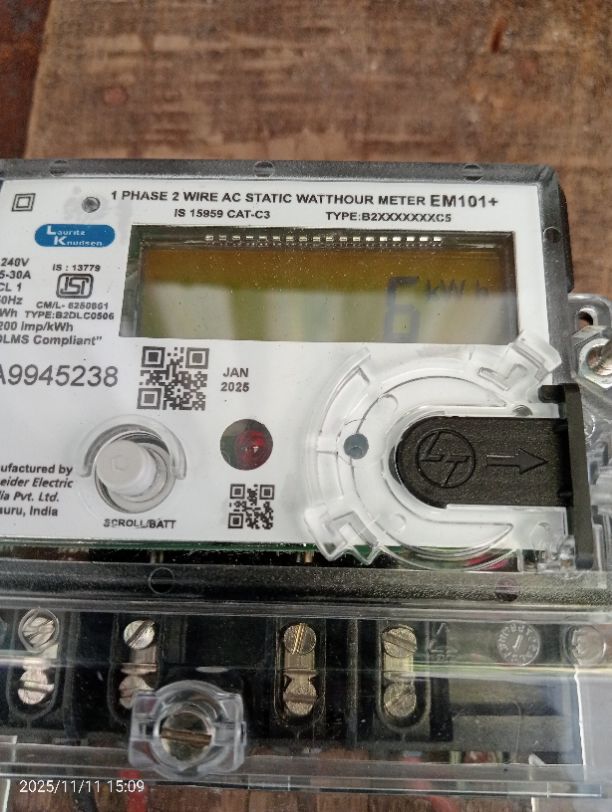 1 PHASE 2 WIRE AC STATIC WATTHOUR METER EM101+
IS 15959 CAT-C3 TYPE:B2XXXXXXXC5
Lauritz
Knudsen
240V
5-30A
CL 1
50Hz
IS : 13779
ISI
CM/L- 6250861
TYPE:B2DLC0506
200 imp/kWh
DLMS Compliant"
6 kWh
A9945238
JAN
2025
LT
SCROLL/BATT
ufactured by
eider Electric
ia Pvt. Ltd.
uru, India
2025/11/11 15:09